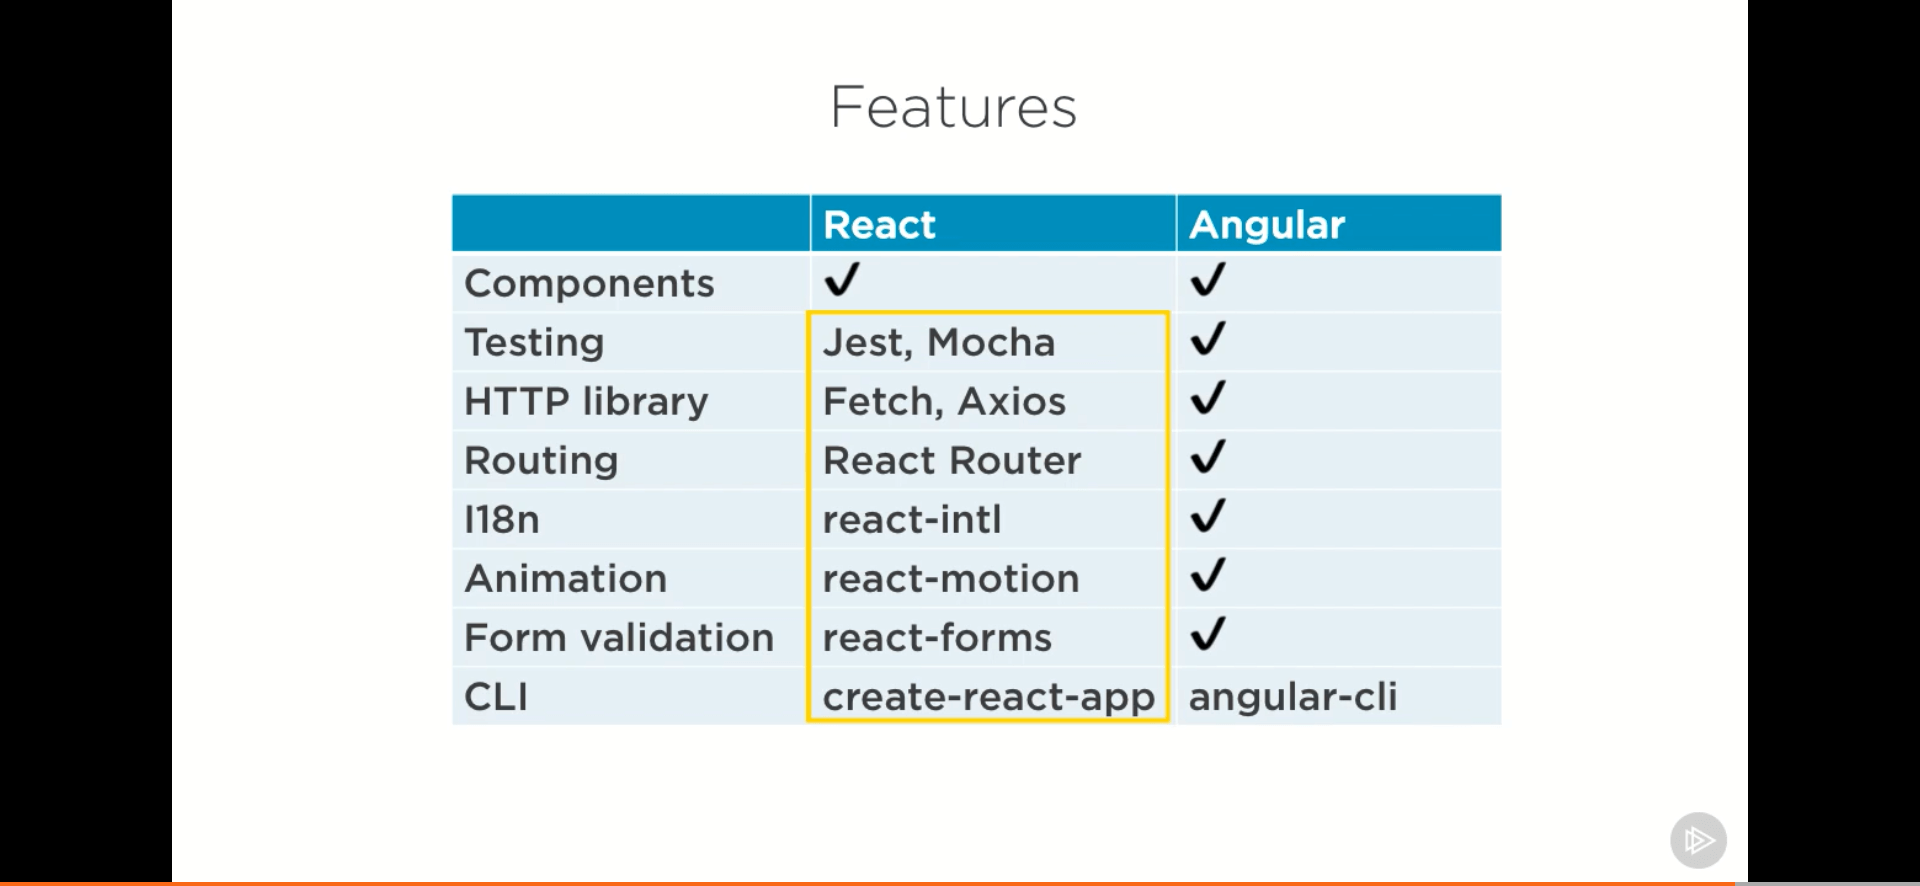 Features
React Angular
Components ✔ ✔
Testing Jest, Mocha ✔
HTTP library Fetch, Axios ✔
Routing React Router ✔
I18n react-intl ✔
Animation react-motion ✔
Form validation react-forms ✔
CLI create-react-app angular-cli